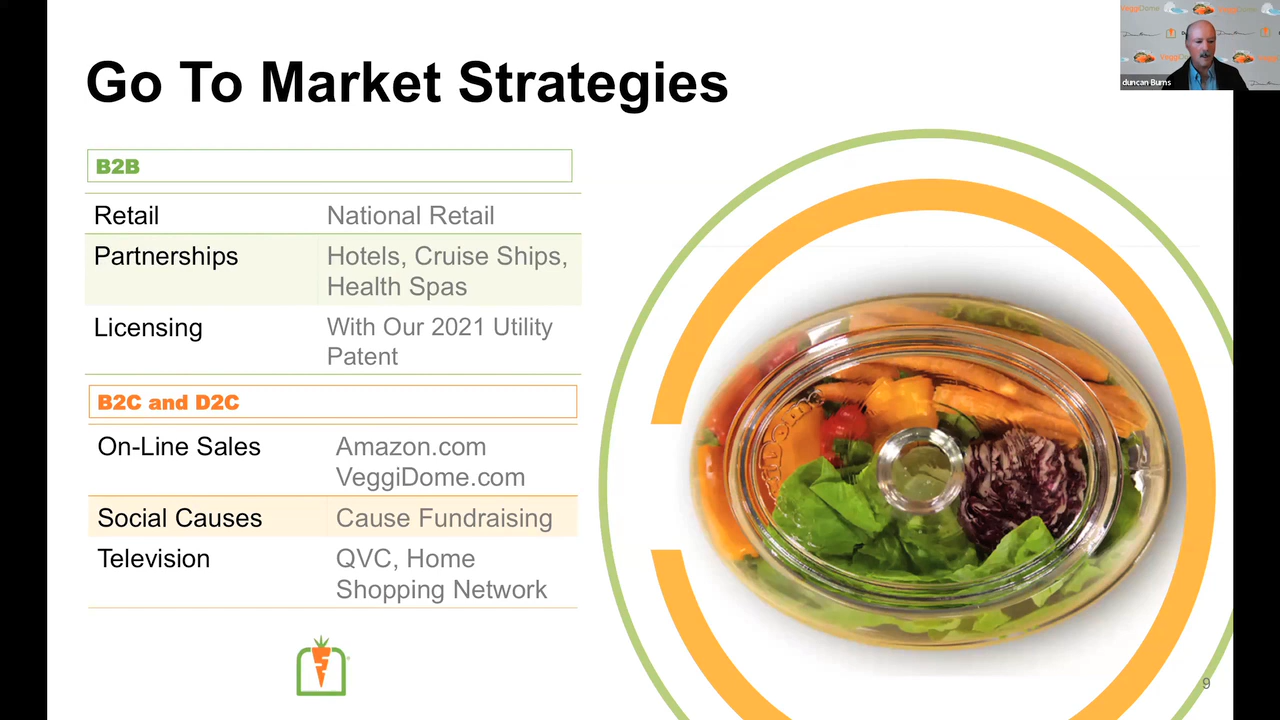 Go To Market Strategies
B2B
Retail National Retail
Partnerships Hotels, Cruise Ships,
Health Spas
Licensing With Our 2021 Utility
Patent
B2C and D2C
On-Line Sales Amazon.com
VeggiDome.com
Social Causes Cause Fundraising
Television QVC, Home
Shopping Network
9
VeggiDome
duncan Burns